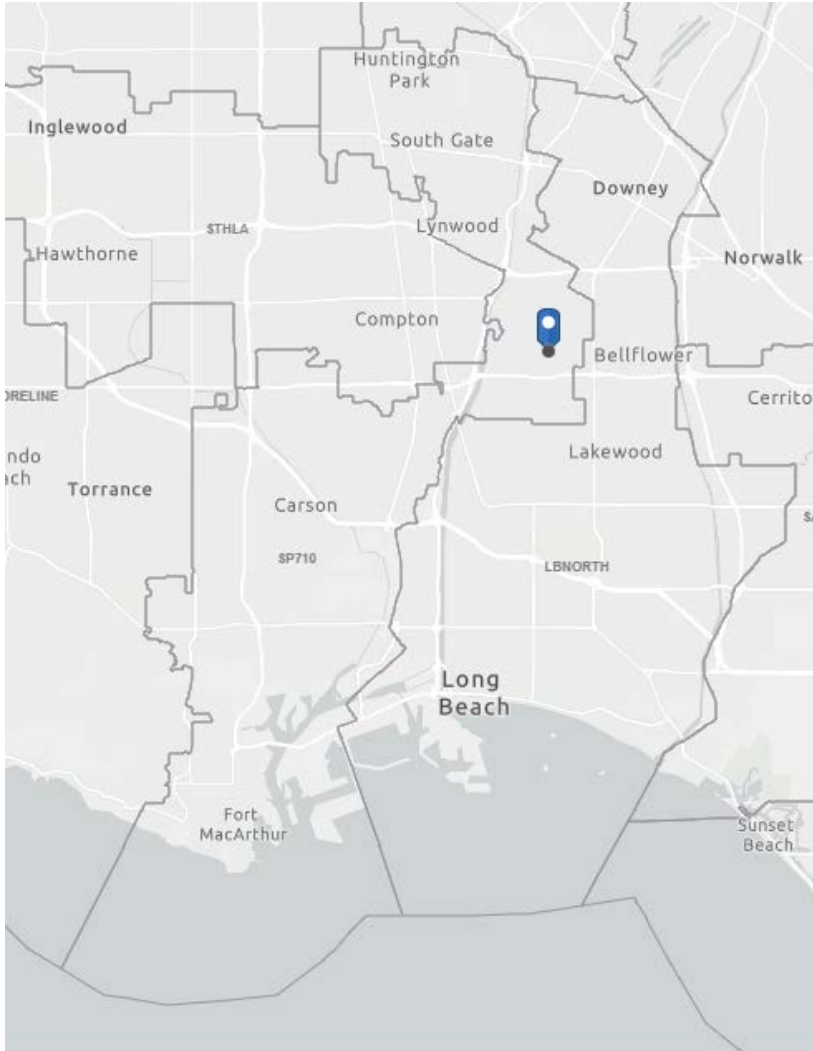 Huntington
Park
Inglewood
South Gate
Downey
STHLA
Lynwood
Hawthorne
Norwalk
Compton
Bellflower
ORELINE
Cerrito
Lakewood
ndo
ach
Torrance
Carson
SP710
LBNORTH
Long
Beach
Fort
MacArthur
Sunset
Beach